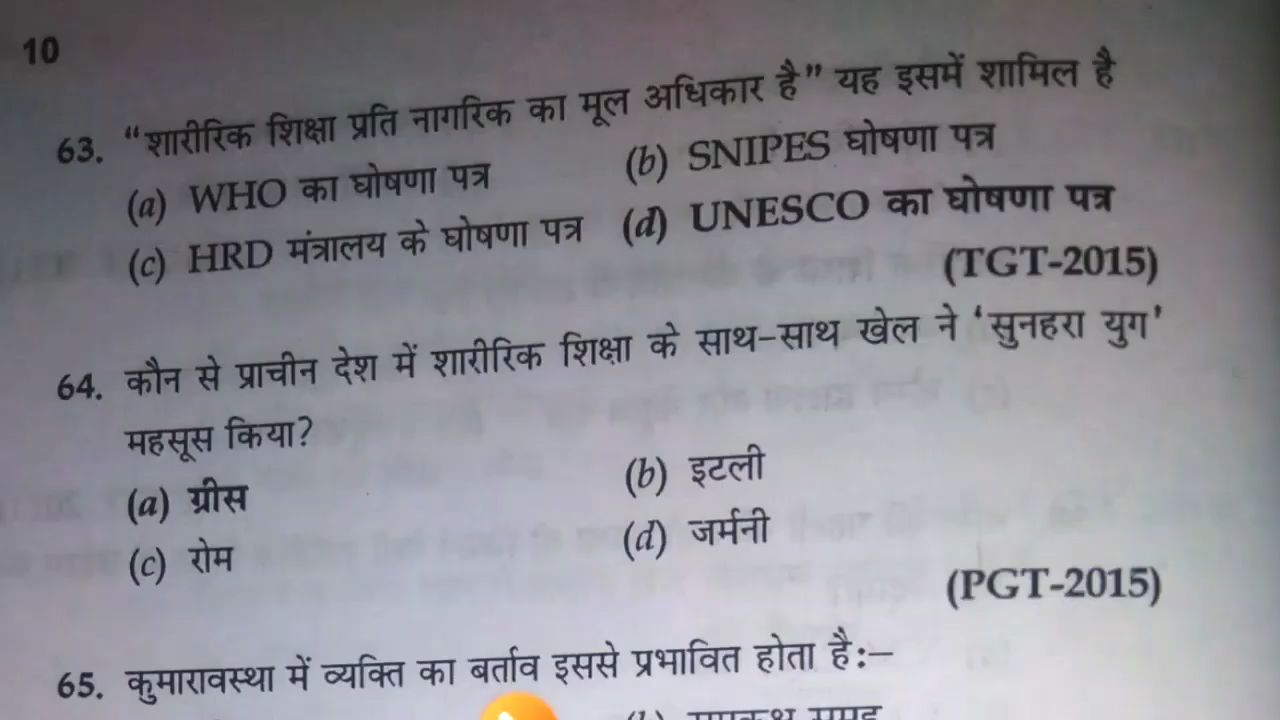 10
63. “शारीरिक शिक्षा प्रति नागरिक का मूल अधिकार है” यह इसमें शामिल है
(a) WHO का घोषणा पत्र (b) SNIPES घोषणा पत्र
(c) HRD मंत्रालय के घोषणा पत्र (d) UNESCO का घोषणा पत्र
(TGT-2015)
64. कौन से प्राचीन देश में शारीरिक शिक्षा के साथ-साथ खेल ने ‘सुनहरा युग’
महसूस किया?
(a) ग्रीस (b) इटली
(c) रोम (d) जर्मनी
(PGT-2015)
65. कुमारावस्था में व्यक्ति का बर्ताव इससे प्रभावित होता है:–